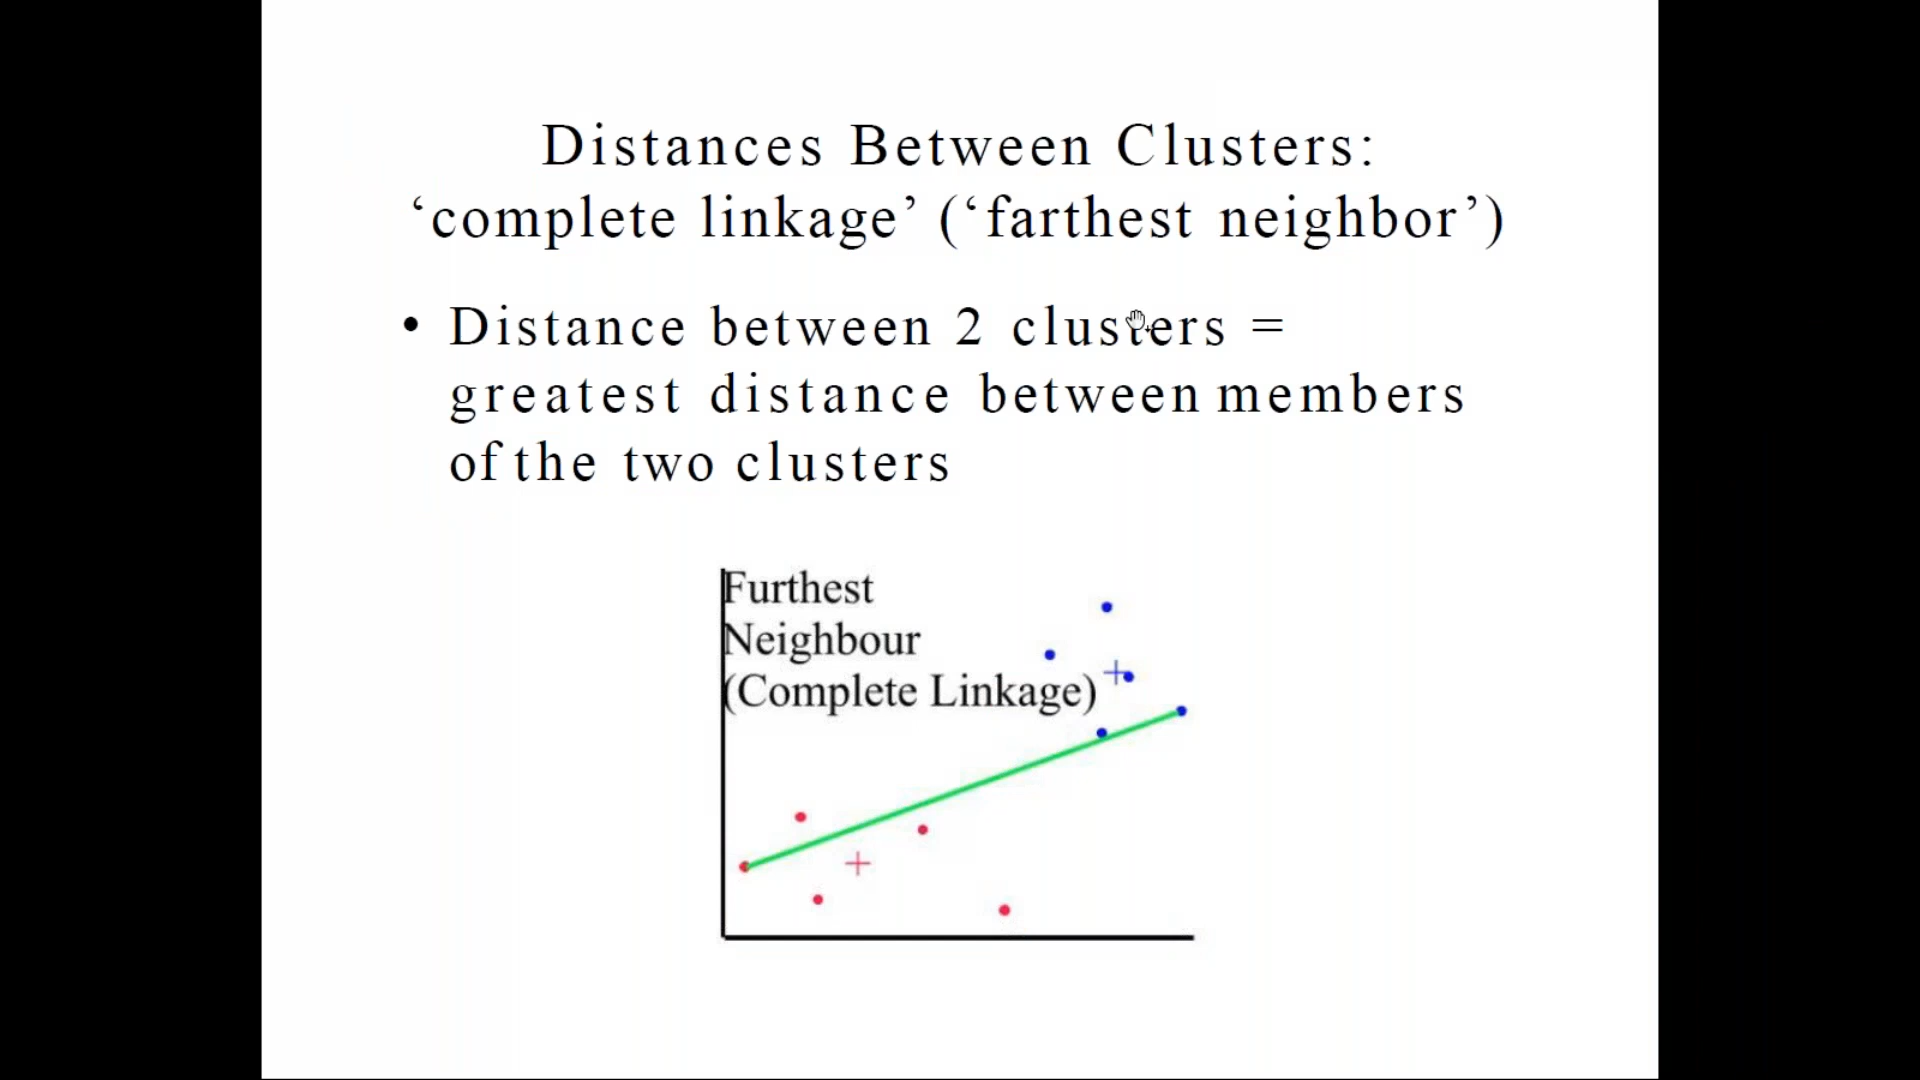 Distances Between Clusters:
‘complete linkage’ (‘farthest neighbor’)
• Distance between 2 clusters =
greatest distance between members
of the two clusters
Furthest
Neighbour
(Complete Linkage)